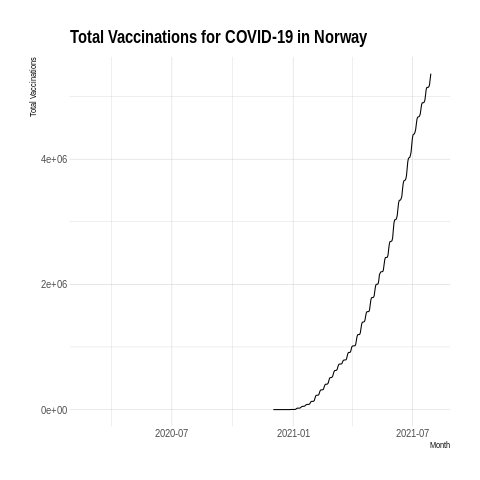 Total Vaccinations for COVID-19 in Norway
Total Vaccinations
4e+06
2e+06
0e+00
2020-07
2021-01
2021-07
Month